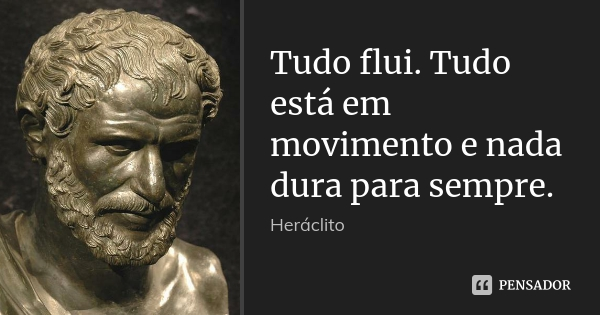 Tudo flui. Tudo
está em
movimento e nada
dura para sempre.
Heráclito
PENSADOR